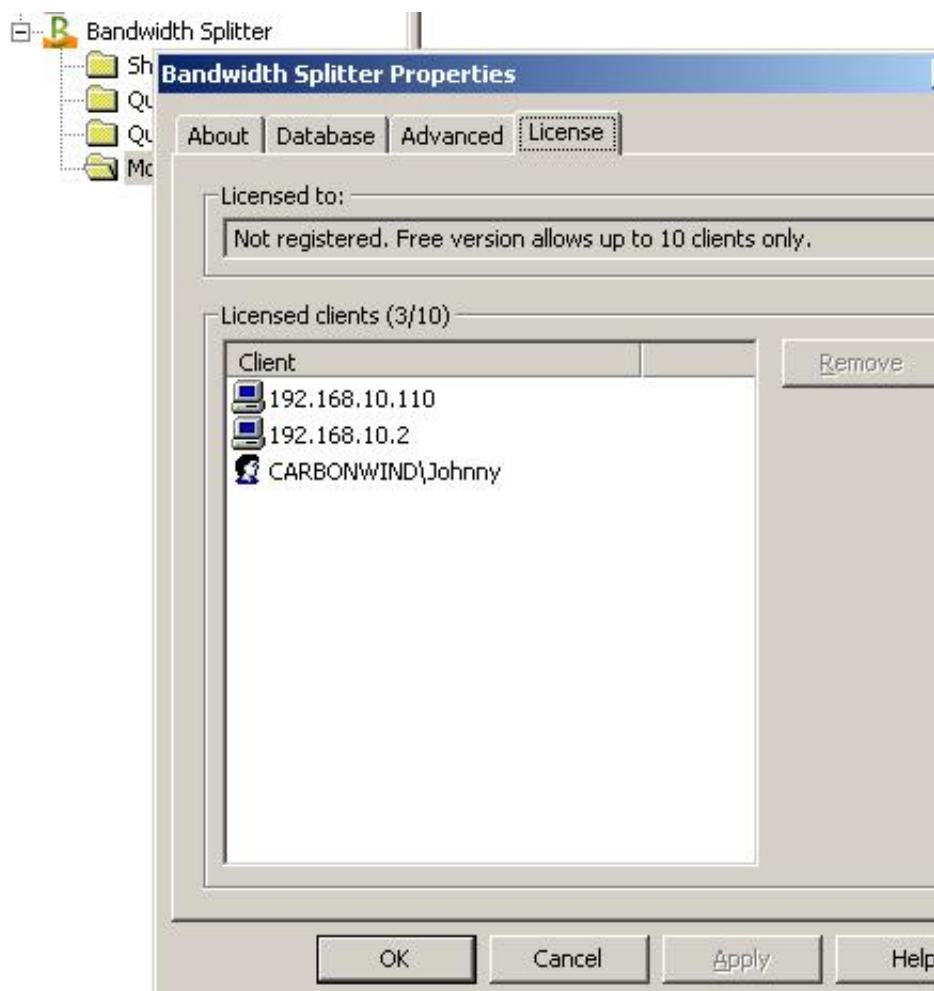 Bandwidth Splitter
Sh
Qu
Qu
Mo
Bandwidth Splitter Properties
About
Database
Advanced
License
Licensed to:
Not registered. Free version allows up to 10 clients only.
Licensed clients (3/10)
Client
Remove
192.168.10.110
192.168.10.2
CARBONWIND\Johnny
OK
Cancel
Apply
Help